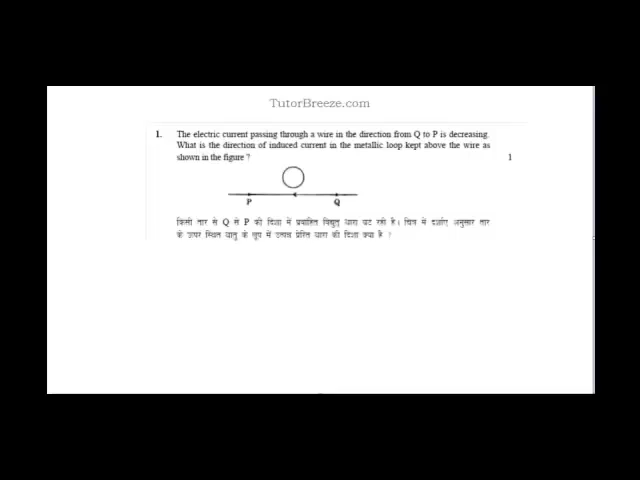 TutorBreeze.com
1. The electric current passing through a wire in the direction from Q to P is decreasing.
What is the direction of induced current in the metallic loop kept above the wire as
shown in the figure ? 1
P Q
किसी तार से Q से P की दिशा में प्रवाहित विद्युत् धारा घट रही है। चित्र में दर्शाए अनुसार तार
के ऊपर स्थित धातु के लूप में उत्पन्न प्रेरित धारा की दिशा क्या है ?